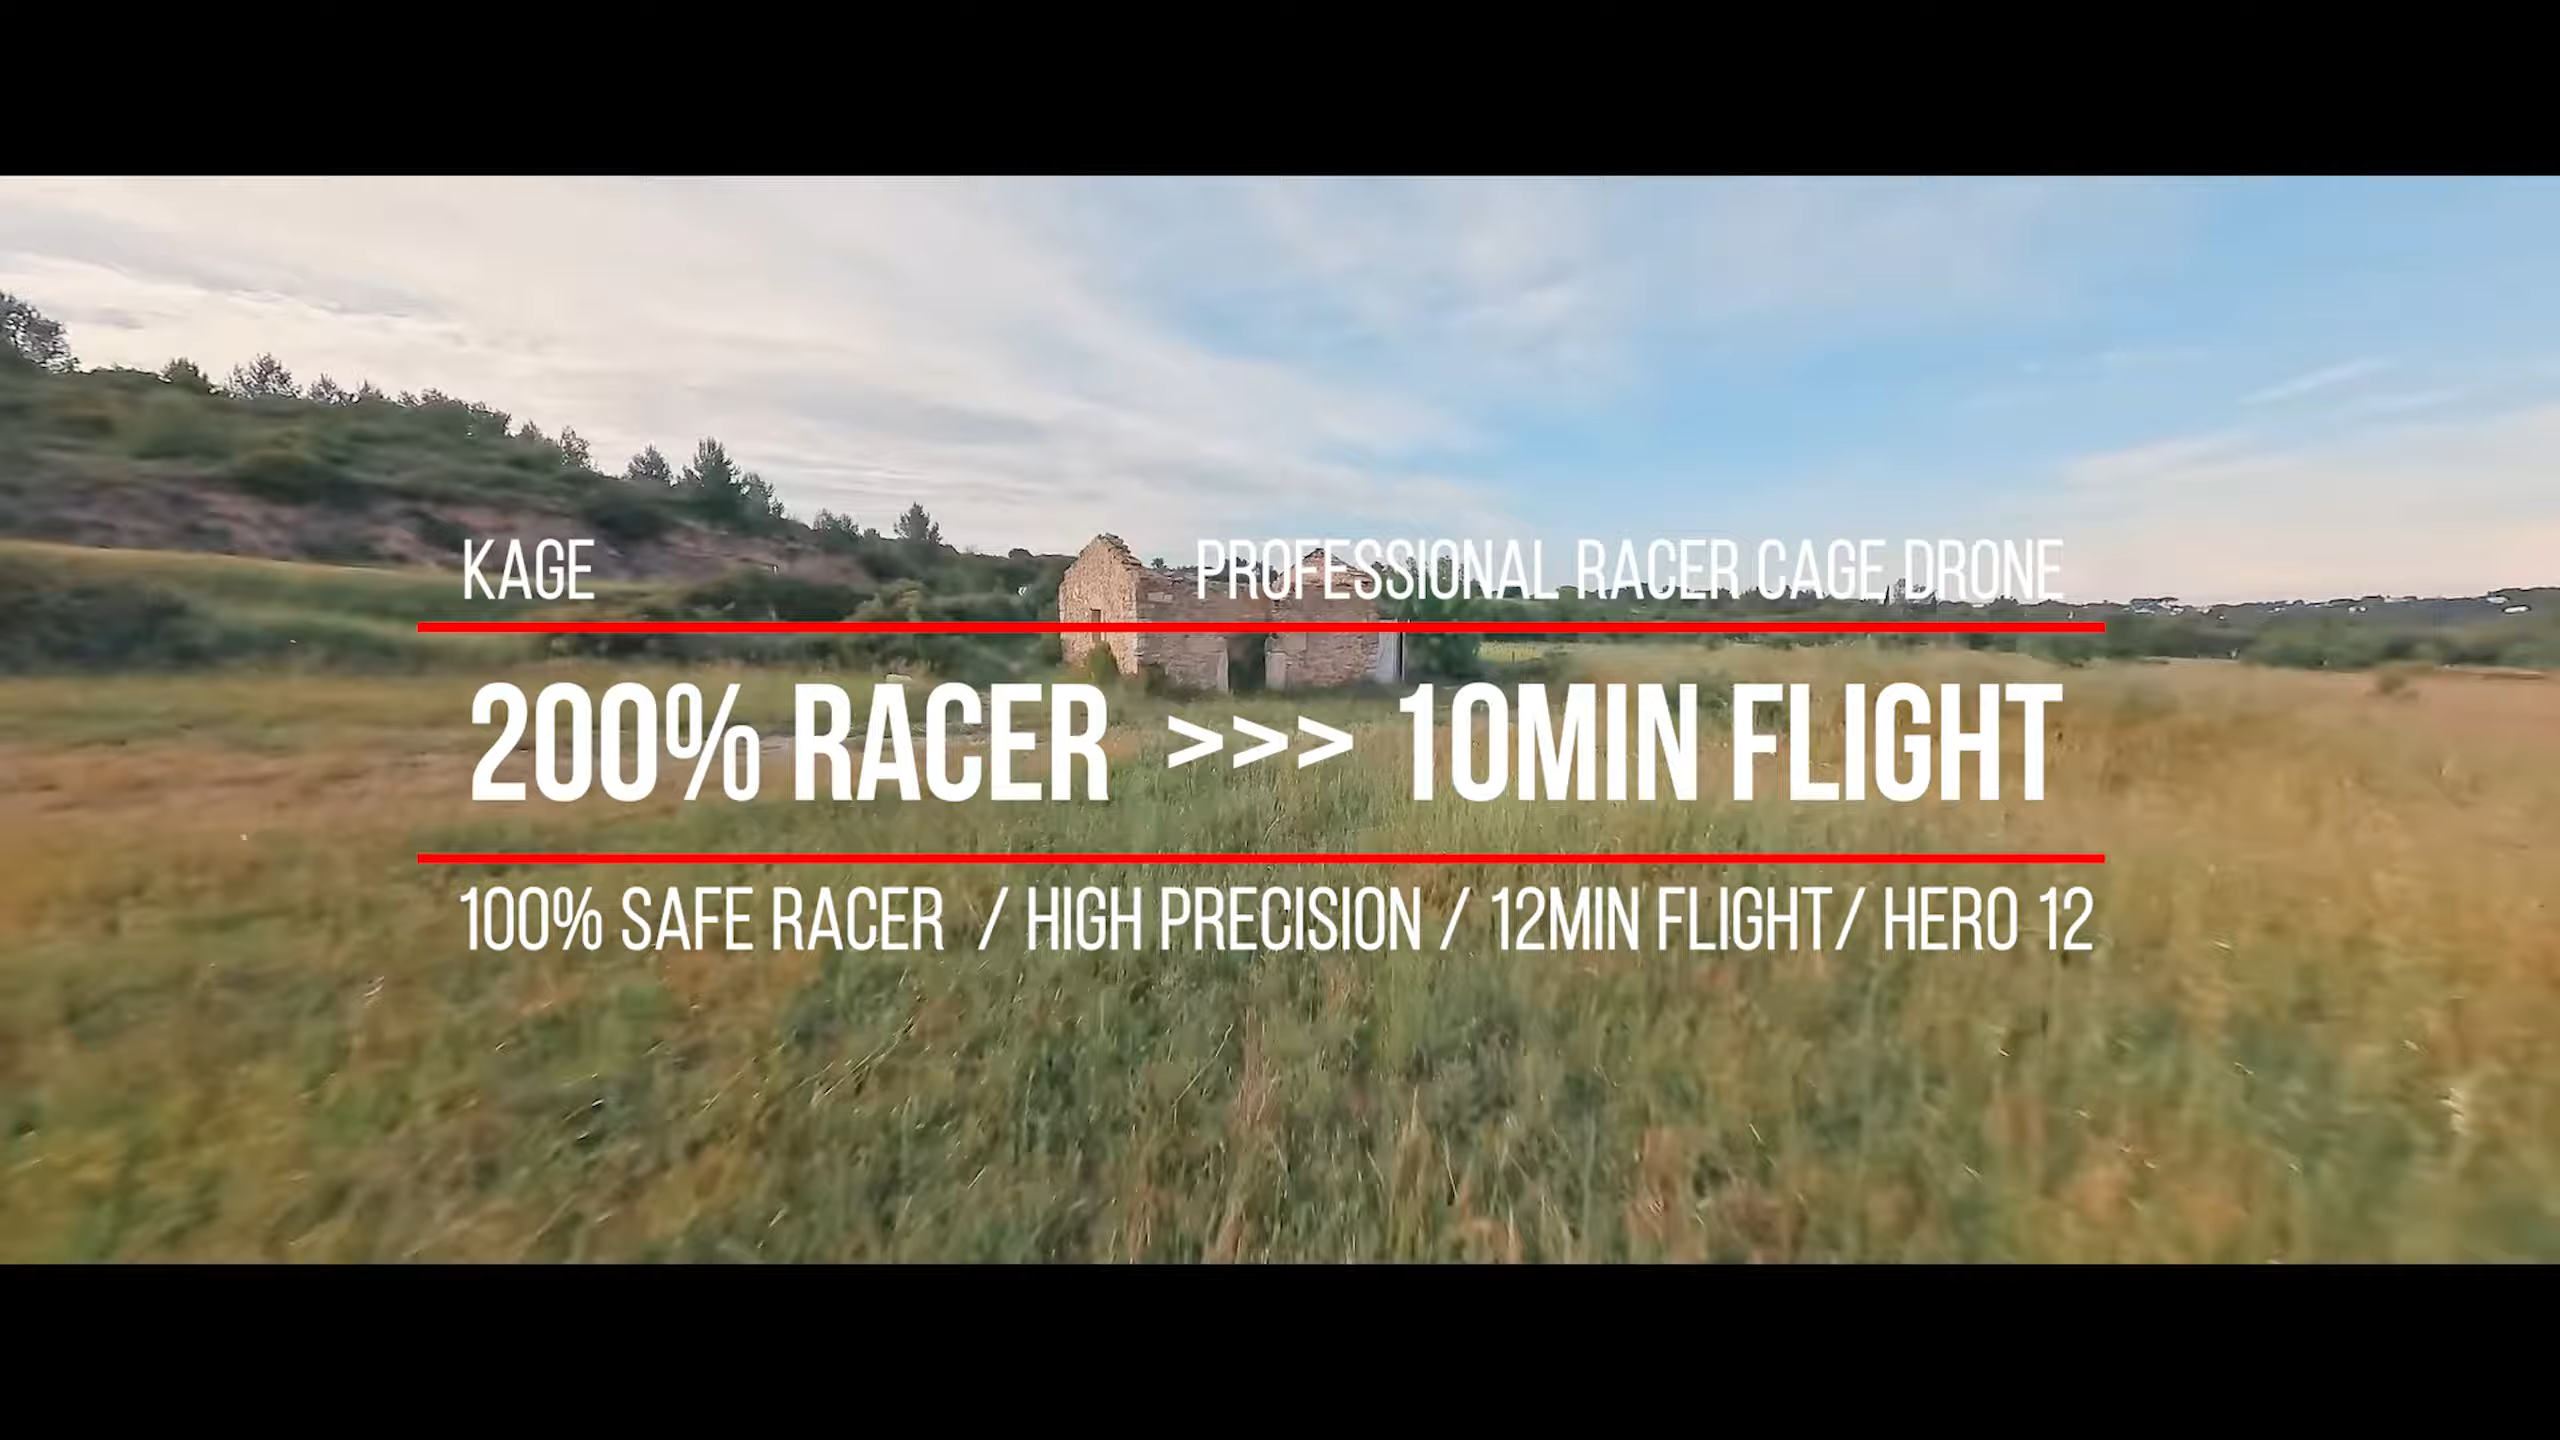 KAGE PROFESSIONAL RACER CAGE DRONE
200% RACER >>> 10MIN FLIGHT
100% SAFE RACER / HIGH PRECISION / 12MIN FLIGHT/ HERO 12